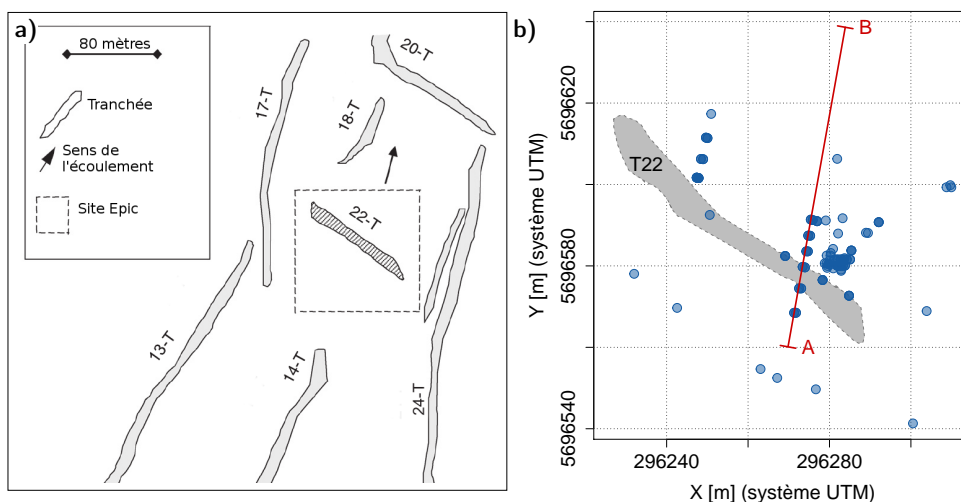 a)
80 mètres
Tranchée
Sens de
l'écoulement
Site Epic
17-T
20-T
18-T
22-T
13-T
14-T
24-T
b)
B
T22
A
5696620
5696580
5696540
Y [m] (système UTM)
296240
296280
X [m] (système UTM)